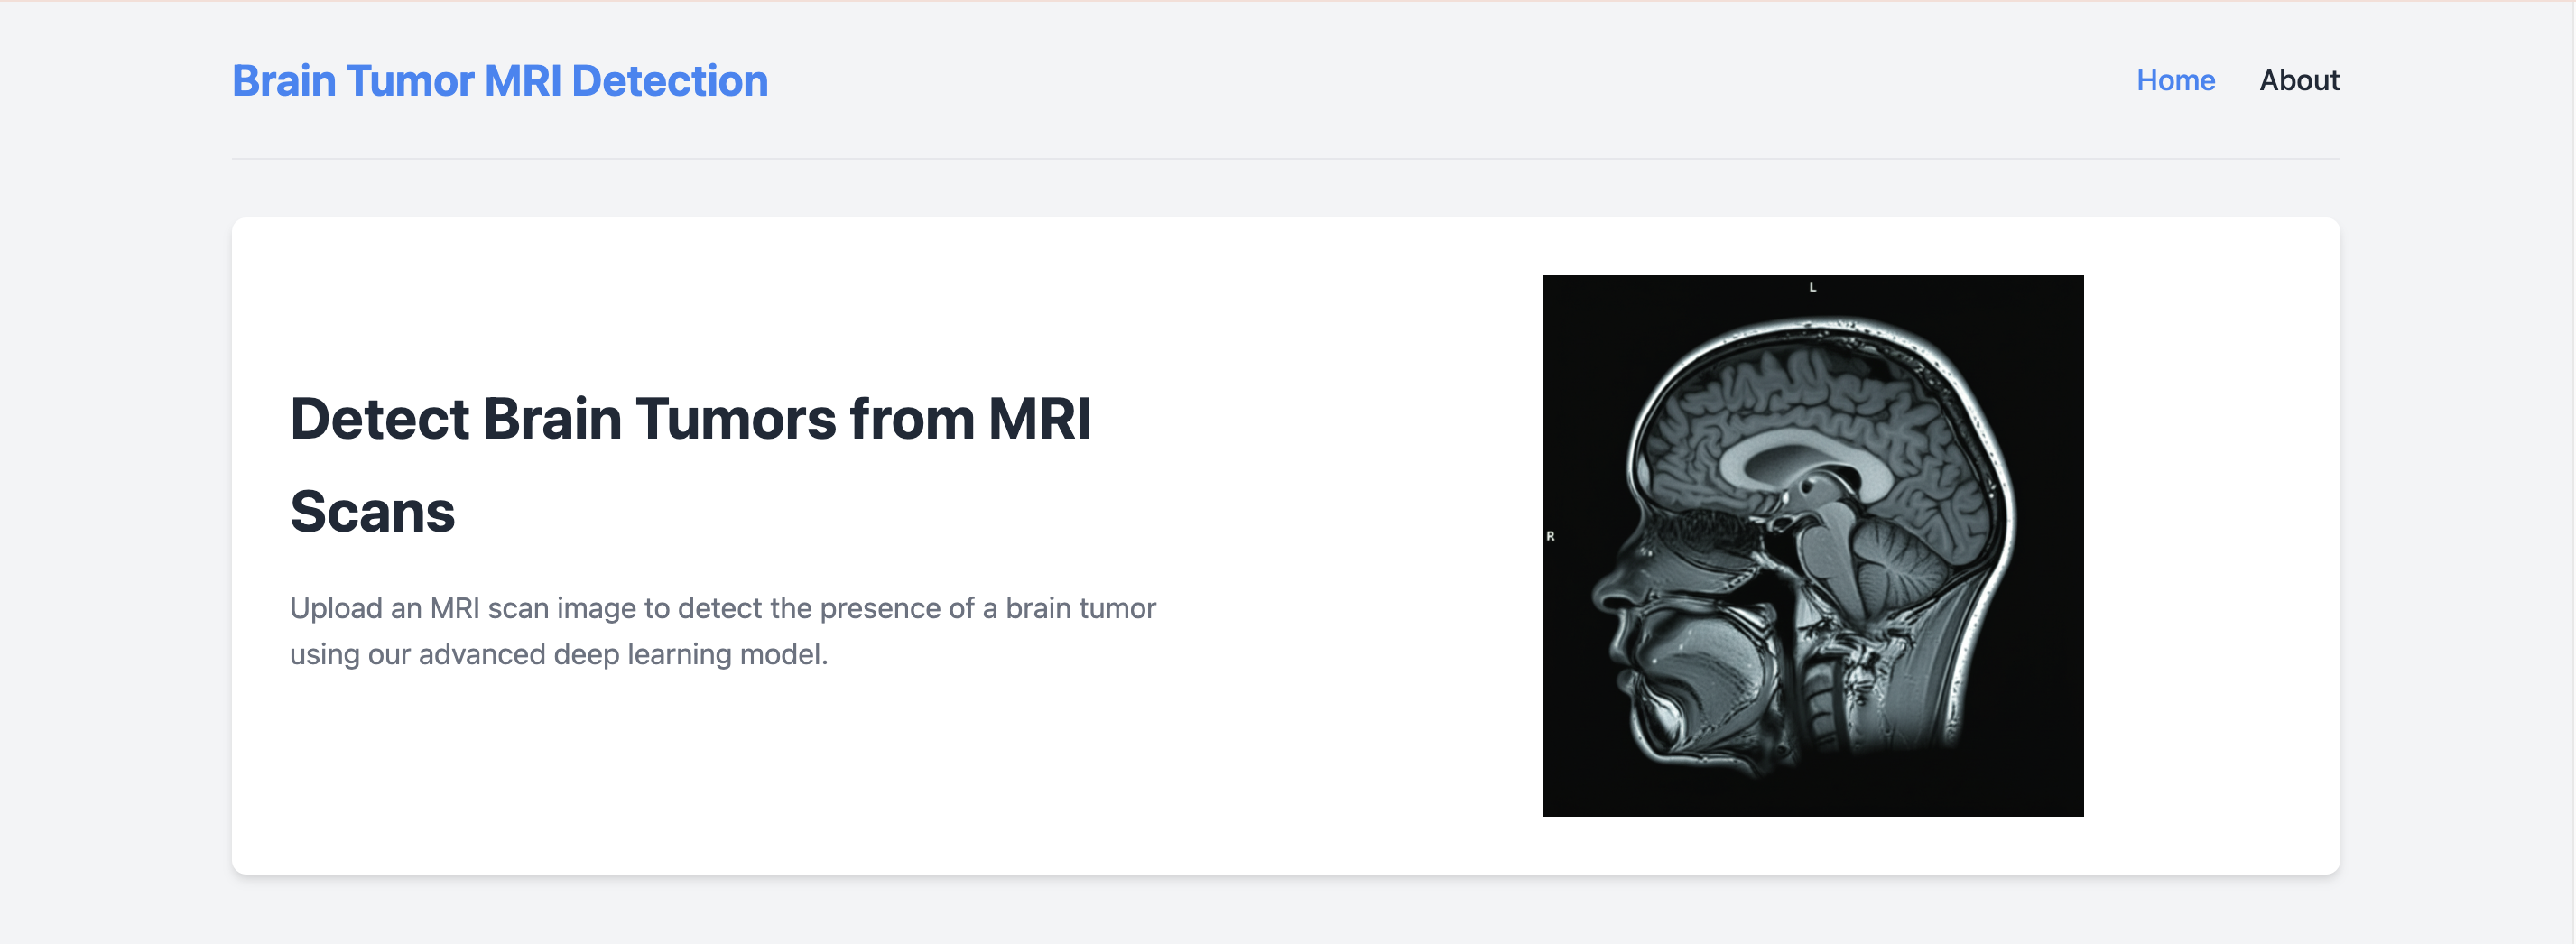 Brain Tumor MRI Detection
Home
About
Detect Brain Tumors from MRI
Scans
Upload an MRI scan image to detect the presence of a brain tumor
using our advanced deep learning model.
L
R